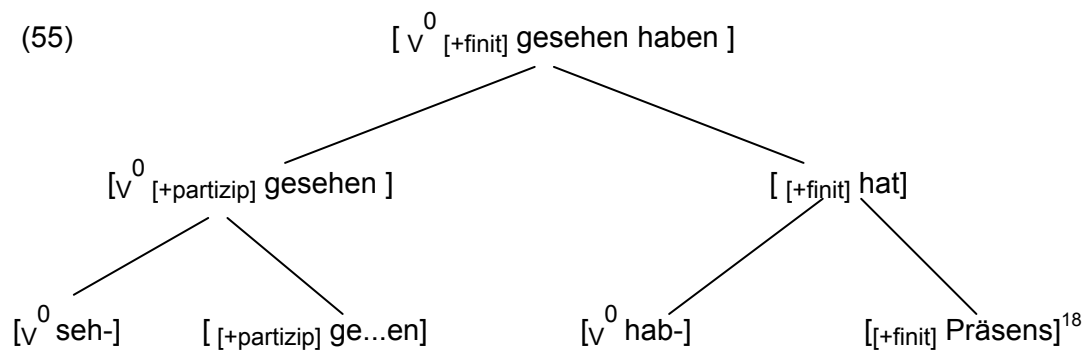 (55) [ V0 [+finit] gesehen haben ]
[V0 [+partizip] gesehen ] [ [+finit] hat]
[V0 seh-] [ [+partizip] ge...en] [V0 hab-] [[+finit] Präsens]18